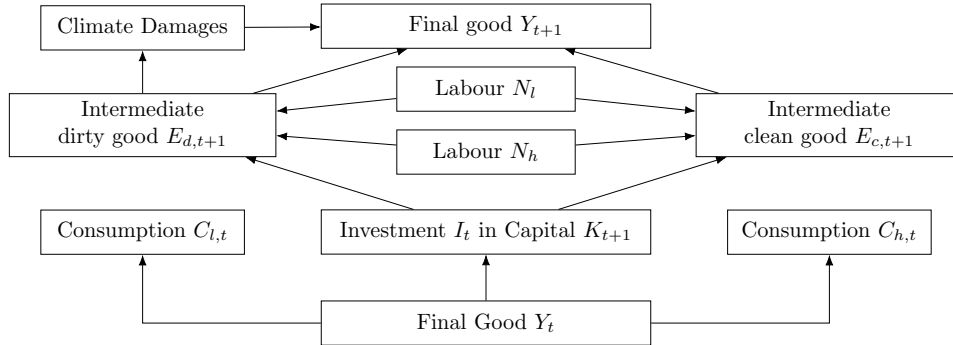 Climate Damages
Final good Y_{t+1}
Labour N_l
Intermediate
dirty good E_{d,t+1}
Intermediate
clean good E_{c,t+1}
Labour N_h
Consumption C_{l,t}
Investment I_t in Capital K_{t+1}
Consumption C_{h,t}
Final Good Y_t